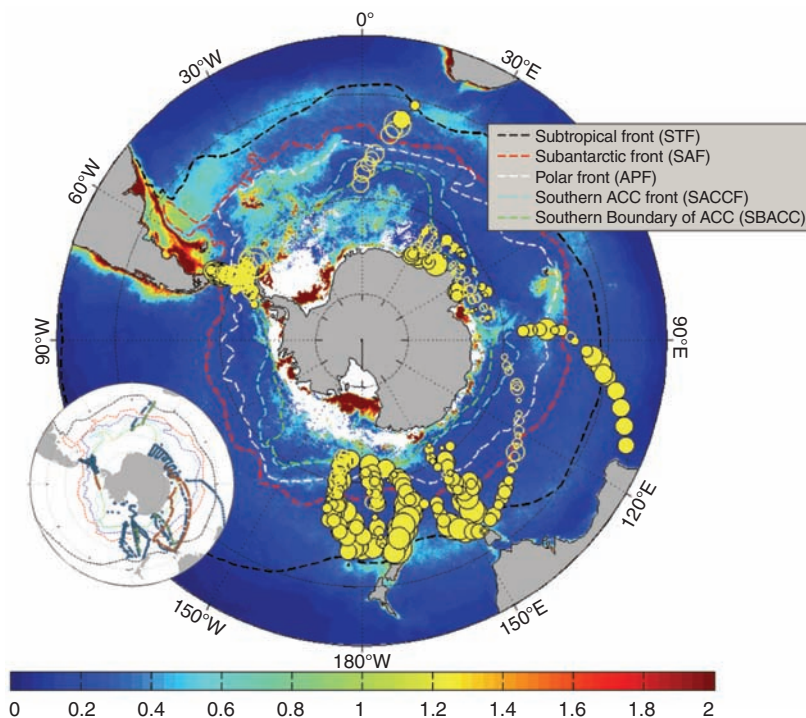 0°
30°W
30°E
Subtropical front (STF)
Subantarctic front (SAF)
Polar front (APF)
Southern ACC front (SACCF)
Southern Boundary of ACC (SBACC)
60°W
90°W
90°E
120°E
150°W
150°E
180°W
0 0.2 0.4 0.6 0.8 1 1.2 1.4 1.6 1.8 2